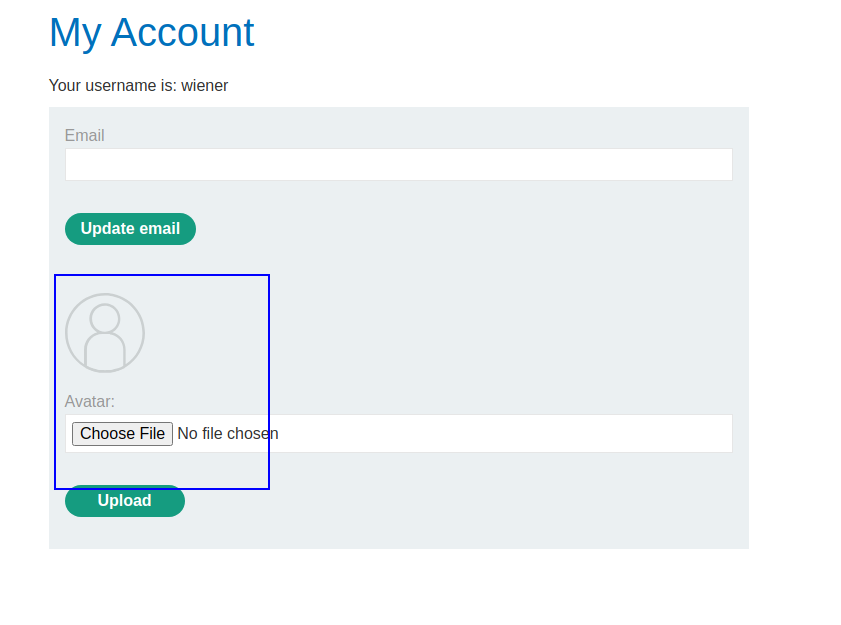 My Account
Your username is: wiener
Email
Update email
Avatar:
Choose File No file chosen
Upload